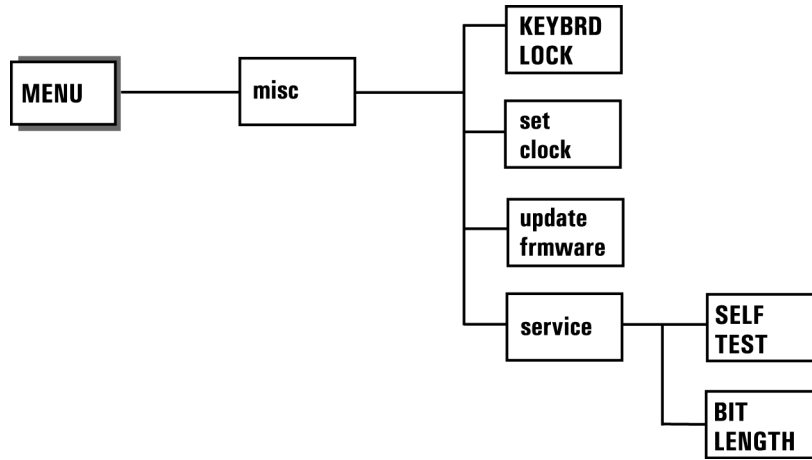 MENU
misc
KEYBRD
LOCK
set
clock
update
frmware
service
SELF
TEST
BIT
LENGTH